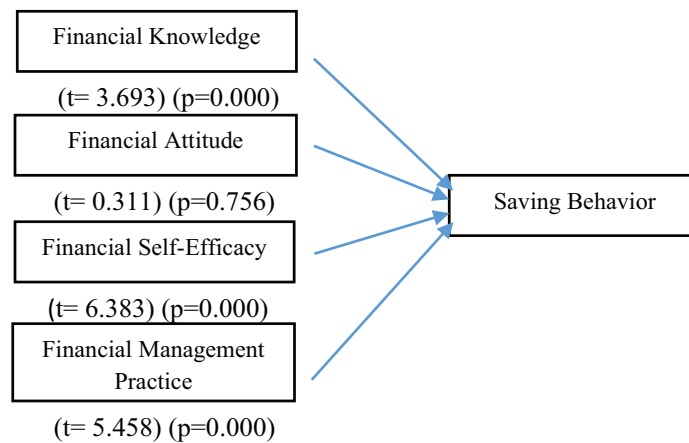 Financial Knowledge
(t= 3.693) (p=0.000)
Financial Attitude
(t= 0.311) (p=0.756)
Saving Behavior
Financial Self-Efficacy
(t= 6.383) (p=0.000)
Financial Management
Practice
(t= 5.458) (p=0.000)